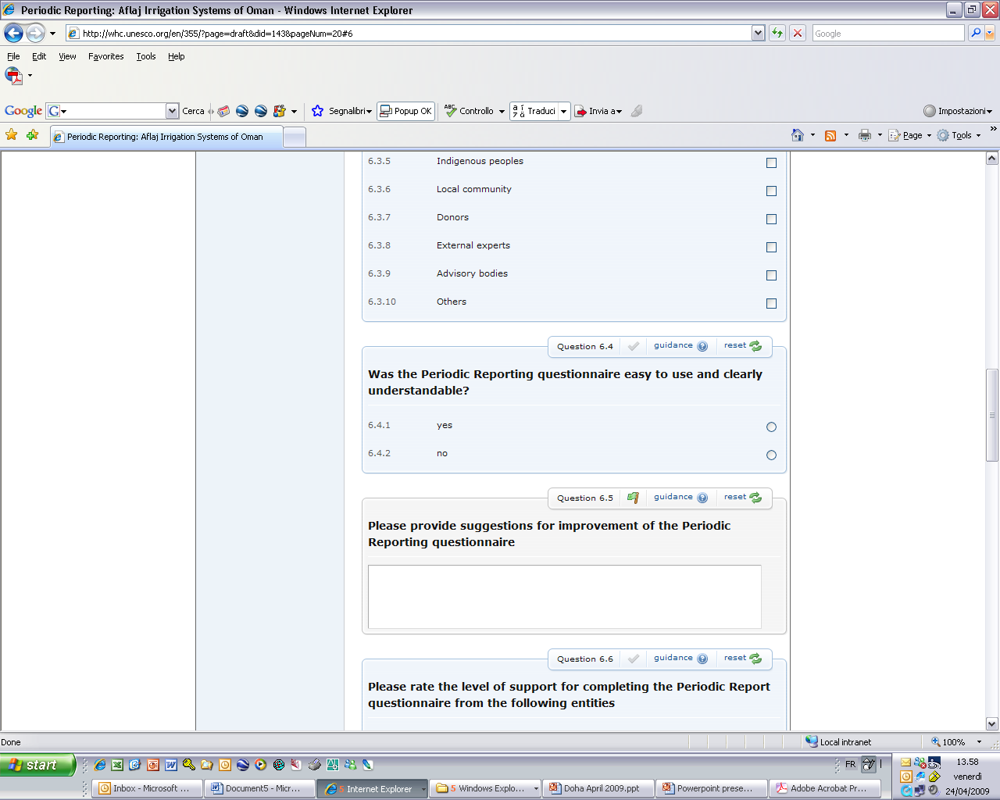 Periodic Reporting: Aflaj Irrigation Systems of Oman - Windows Internet Explorer
http://whc.unesco.org/en/355/?page=draft&did=143&pageNum=20#6
Google
File Edit View Favorites Tools Help
Google G Cerca Segnalibri Popup OK ABC Controllo Traduci Invia a Impostazioni
Periodic Reporting: Aflaj Irrigation Systems of Oman Page Tools »
6.3.5 Indigenous peoples
6.3.6 Local community
6.3.7 Donors
6.3.8 External experts
6.3.9 Advisory bodies
6.3.10 Others
Question 6.4 guidance ? reset
Was the Periodic Reporting questionnaire easy to use and clearly
understandable?
6.4.1 yes
6.4.2 no
Question 6.5 guidance ? reset
Please provide suggestions for improvement of the Periodic
Reporting questionnaire
Question 6.6 guidance ? reset
Please rate the level of support for completing the Periodic Report
questionnaire from the following entities
Done Local intranet 100%
start FR 13.58
venerdì
24/04/2009
Inbox - Microsoft ... Document5 - Micr... 5 Internet Explorer 5 Windows Explo... Doha April 2009.ppt Powerpoint prese... Adobe Acrobat Pr...